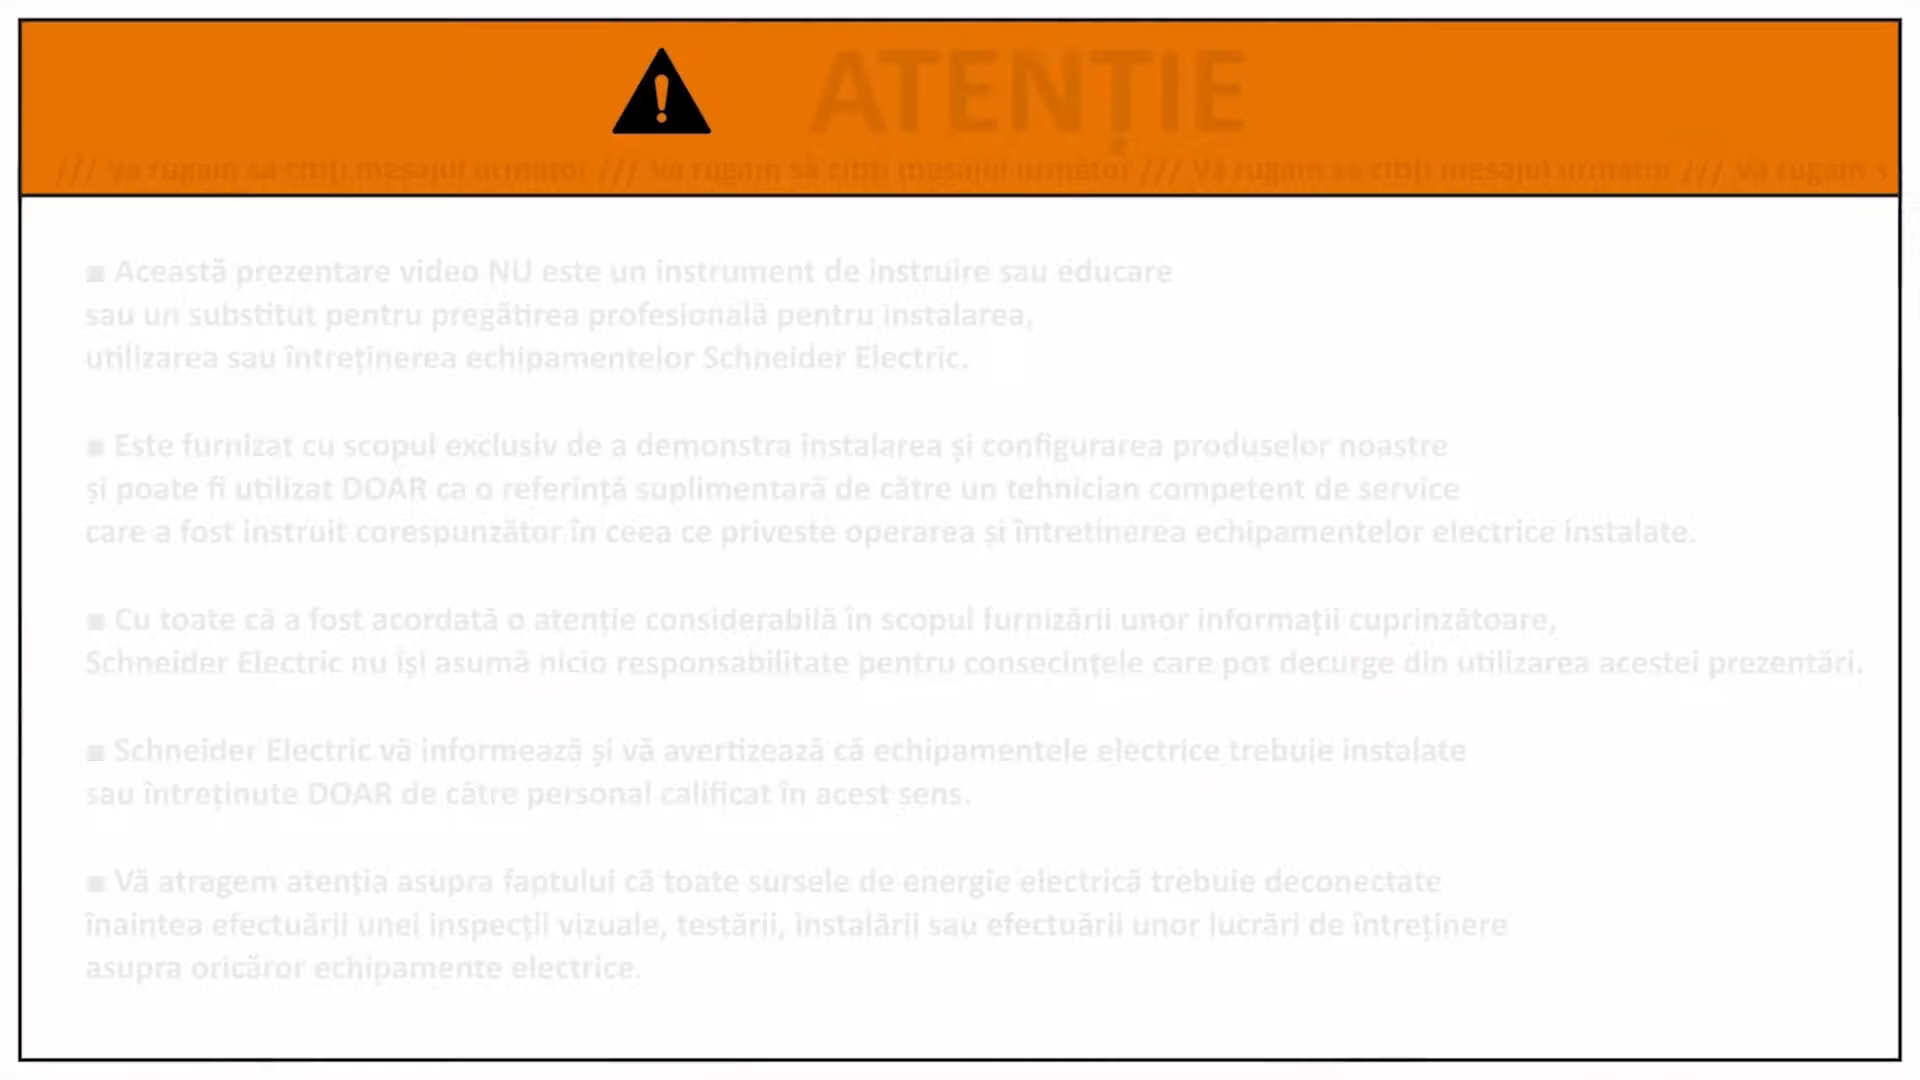 ATENȚIE
/// Vă rugăm să citiți mesajul următor /// Vă rugăm să citiți mesajul următor /// Vă rugăm să citiți mesajul următor /// Vă rugăm s
■ Această prezentare video NU este un instrument de instruire sau educare
sau un substitut pentru pregătirea profesională pentru instalarea,
utilizarea sau întreținerea echipamentelor Schneider Electric.
■ Este furnizat cu scopul exclusiv de a demonstra instalarea și configurarea produselor noastre
și poate fi utilizat DOAR ca o referință suplimentară de către un tehnician competent de service
care a fost instruit corespunzător în ceea ce priveste operarea și întretinerea echipamentelor electrice instalate.
■ Cu toate că a fost acordată o atenție considerabilă în scopul furnizării unor informații cuprinzătoare,
Schneider Electric nu își asumă nicio responsabilitate pentru consecințele care pot decurge din utilizarea acestei prezentări.
■ Schneider Electric vă informează și vă avertizează că echipamentele electrice trebuie instalate
sau întreținute DOAR de către personal calificat în acest sens.
■ Vă atragem atenția asupra faptului că toate sursele de energie electrică trebuie deconectate
înaintea efectuării unei inspecții vizuale, testării, instalării sau efectuării unor lucrări de întreținere
asupra oricăror echipamente electrice.